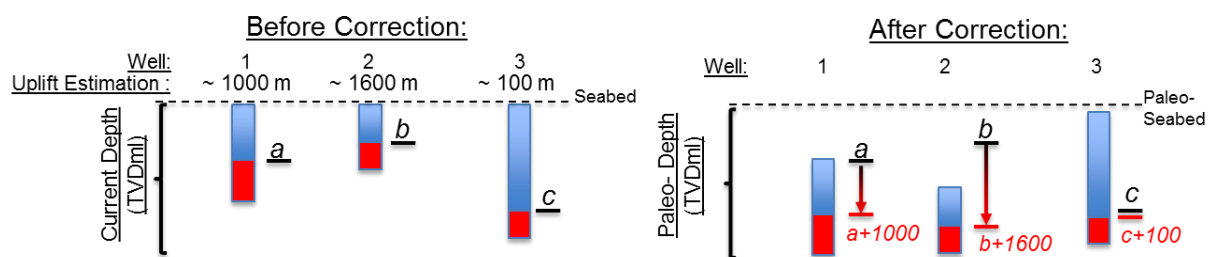 Before Correction:
Well: 1 2 3
Uplift Estimation : ~ 1000 m ~ 1600 m ~ 100 m
Seabed
Current Depth
(TVDml)
a
b
c
After Correction:
Well: 1 2 3
Paleo-
Seabed
Paleo- Depth
(TVDml)
a
b
c
a+1000
b+1600
c+100